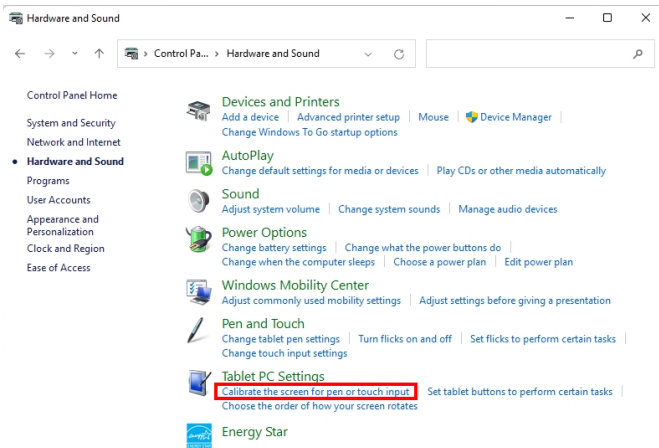 Hardware and Sound
Control Pa... › Hardware and Sound
Control Panel Home
System and Security
Network and Internet
Hardware and Sound
Programs
User Accounts
Appearance and
Personalization
Clock and Region
Ease of Access
Devices and Printers
Add a device | Advanced printer setup | Mouse | Device Manager |
Change Windows To Go startup options
AutoPlay
Change default settings for media or devices | Play CDs or other media automatically
Sound
Adjust system volume | Change system sounds | Manage audio devices
Power Options
Change battery settings | Change what the power buttons do |
Change when the computer sleeps | Choose a power plan | Edit power plan
Windows Mobility Center
Adjust commonly used mobility settings | Adjust settings before giving a presentation
Pen and Touch
Change tablet pen settings | Turn flicks on and off | Set flicks to perform certain tasks |
Change touch input settings
Tablet PC Settings
Calibrate the screen for pen or touch input | Set tablet buttons to perform certain tasks |
Choose the order of how your screen rotates
Energy Star